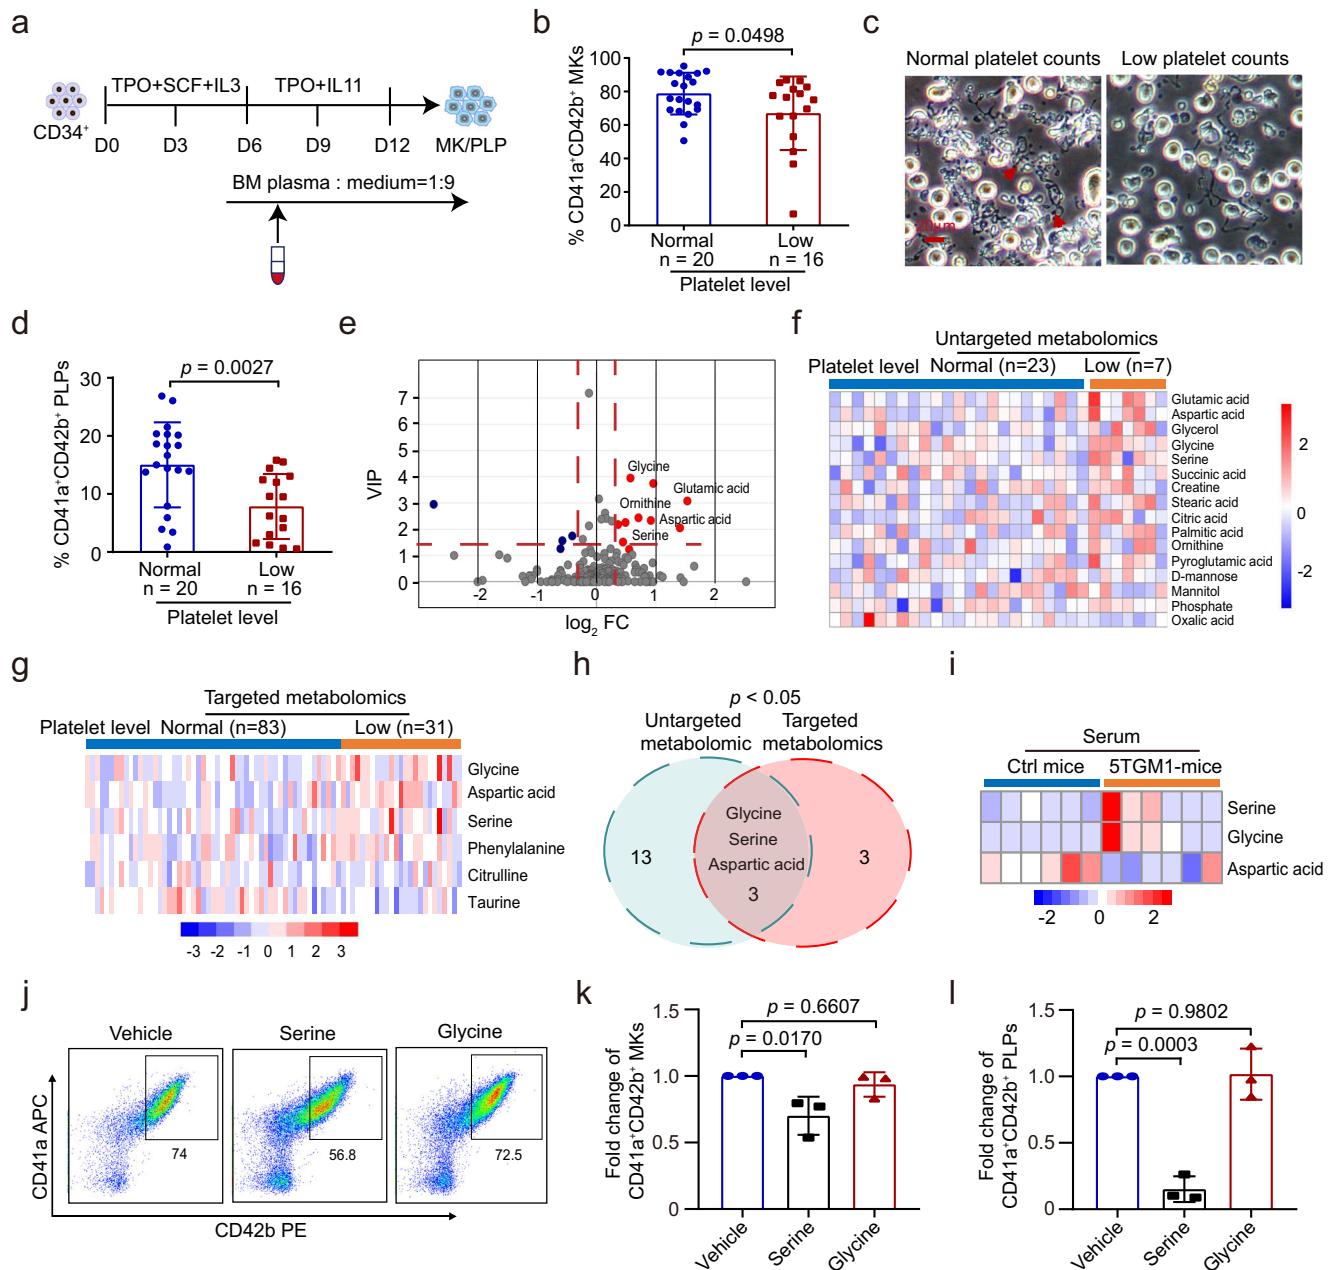 a
TPO+SCF+IL3
TPO+IL11
CD34⁺
D0
D3
D6
D9
D12
MK/PLP
BM plasma : medium=1:9
b
p = 0.0498
% CD41a⁺CD42b⁺ MKs
100
80
60
40
20
0
Normal
n = 20
Low
n = 16
Platelet level
c
Normal platelet counts
Low platelet counts
20μm
d
p = 0.0027
% CD41a⁺CD42b⁺ PLPs
30
20
10
0
Normal
n = 20
Low
n = 16
Platelet level
e
VIP
7
6
5
4
3
2
1
0
Glycine
Glutamic acid
Ornithine
Aspartic acid
Serine
-2
-1
0
1
2
log₂ FC
f
Untargeted metabolomics
Platelet level
Normal (n=23)
Low (n=7)
Glutamic acid
Aspartic acid
Glycerol
Glycine
Serine
Succinic acid
Creatine
Stearic acid
Citric acid
Palmitic acid
Ornithine
Pyroglutamic acid
D-mannose
Mannitol
Phosphate
Oxalic acid
2
0
-2
g
Targeted metabolomics
Platelet level
Normal (n=83)
Low (n=31)
Glycine
Aspartic acid
Serine
Phenylalanine
Citrulline
Taurine
-3 -2 -1 0 1 2 3
h
p < 0.05
Untargeted
metabolomic
Targeted
metabolomics
13
Glycine
Serine
Aspartic acid
3
3
i
Serum
Ctrl mice
5TGM1-mice
Serine
Glycine
Aspartic acid
-2 0 2
j
Vehicle
Serine
Glycine
74
56.8
72.5
CD41a APC
CD42b PE
k
p = 0.6607
p = 0.0170
Fold change of
CD41a⁺CD42b⁺ MKs
1.5
1.0
0.5
0
Vehicle
Serine
Glycine
l
p = 0.9802
p = 0.0003
Fold change of
CD41a⁺CD42b⁺ PLPs
1.5
1.0
0.5
0
Vehicle
Serine
Glycine